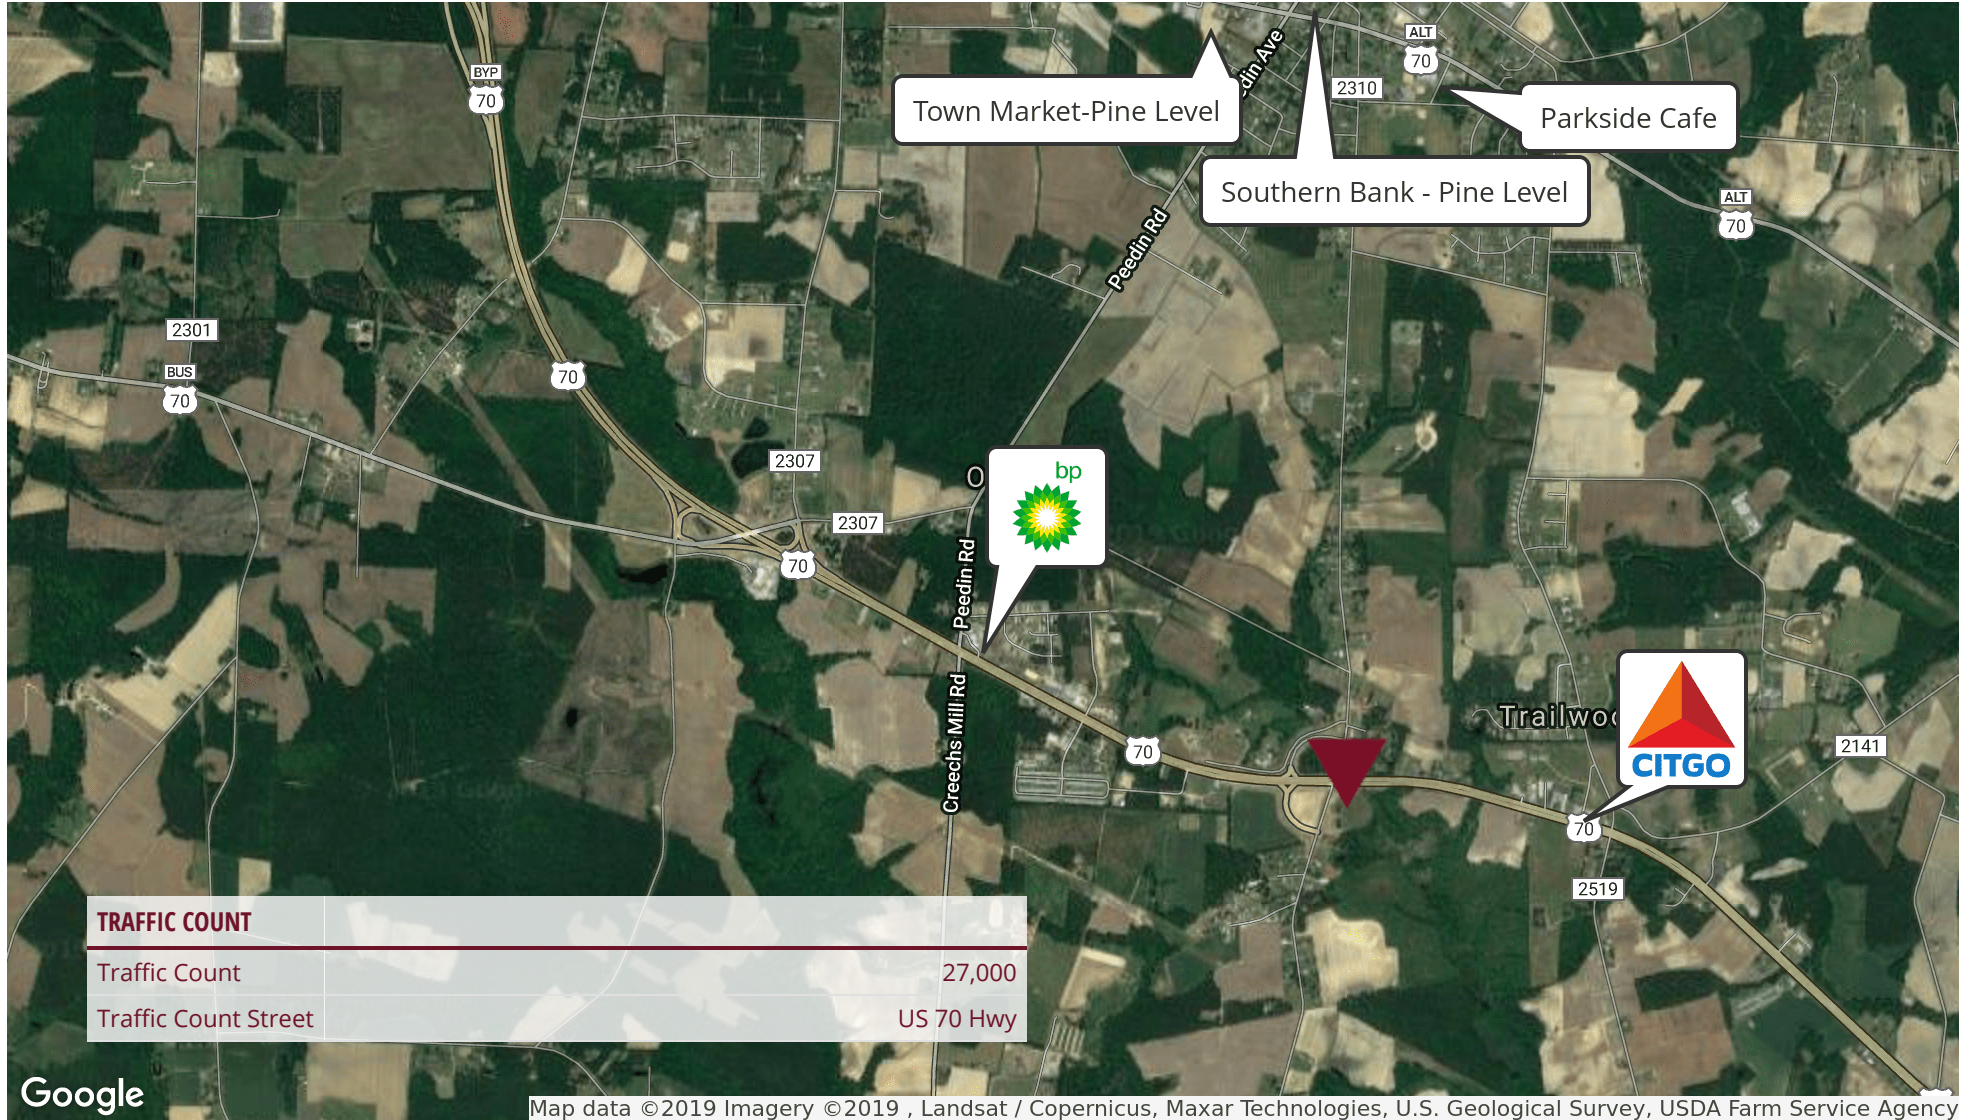 ALT
70
BYP
70
2310
Town Market-Pine Level
din Ave
Parkside Cafe
Southern Bank - Pine Level
ALT
70
Peedin Rd
2301
BUS
70
70
2307
O
bp
2307
70
Peedin Rd
Creechs Mill Rd
70
Trailwoo
CITGO
2141
70
2519
TRAFFIC COUNT
Traffic Count 27,000
Traffic Count Street US 70 Hwy
Google
Map data ©2019 Imagery ©2019 , Landsat / Copernicus, Maxar Technologies, U.S. Geological Survey, USDA Farm Service Agency